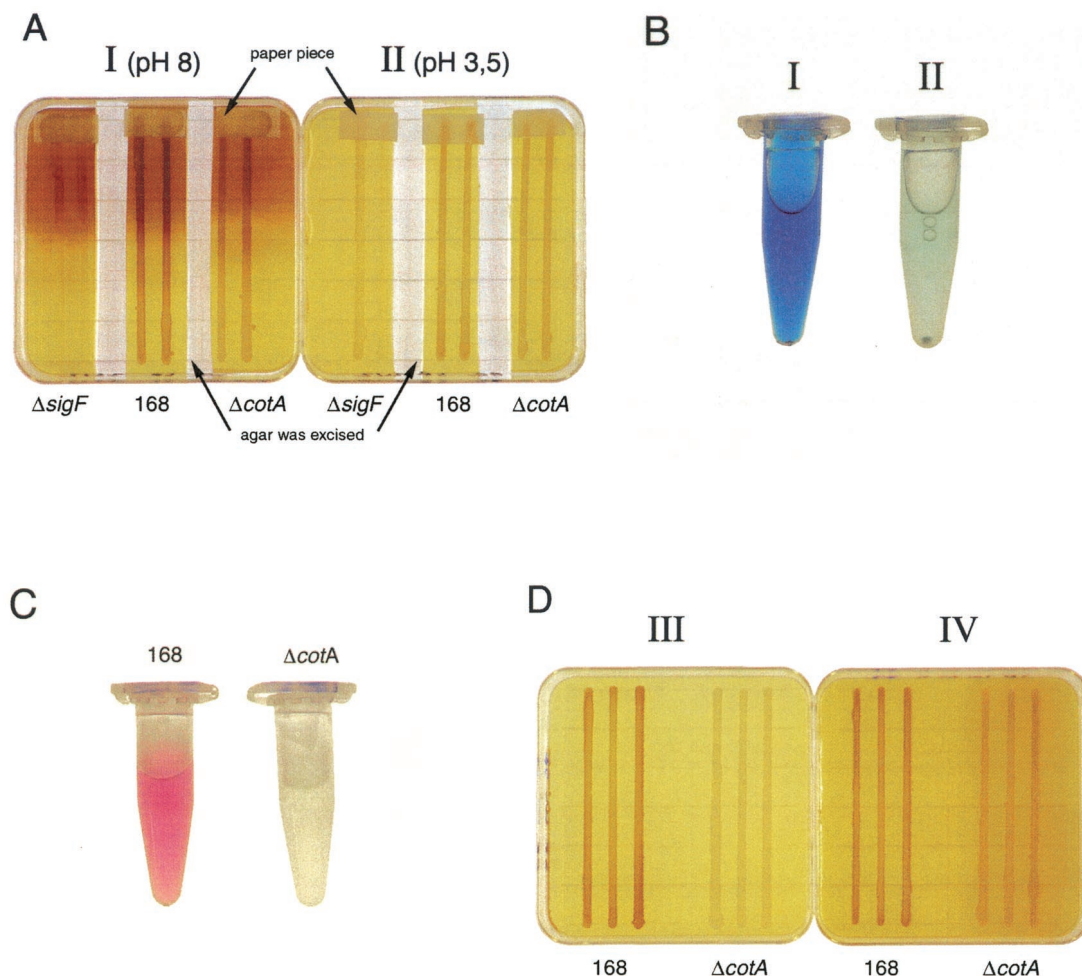 A
I (pH 8)
paper piece
II (pH 3,5)
ΔsigF
168
ΔcotA
ΔsigF
168
ΔcotA
agar was excised
B
I
II
C
168
ΔcotA
D
III
IV
168
ΔcotA
168
ΔcotA